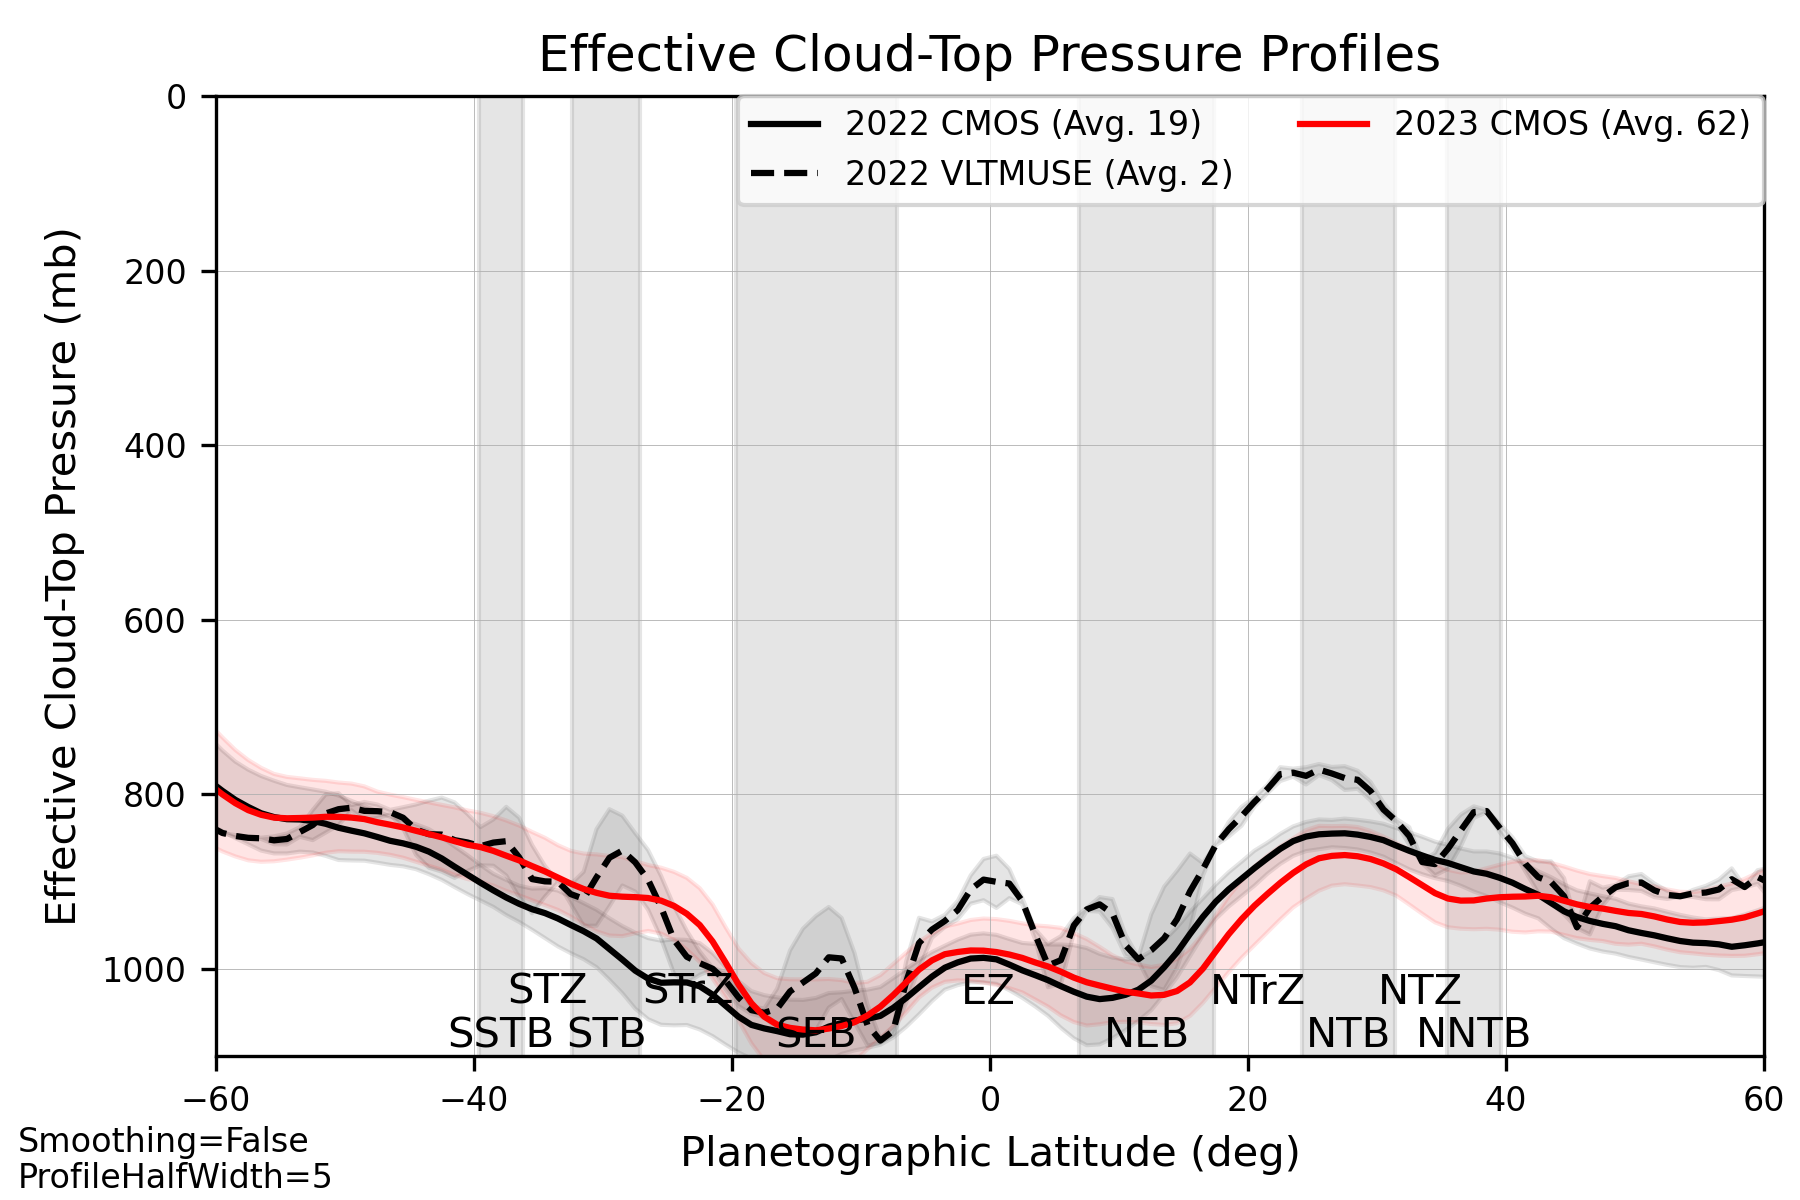 Effective Cloud-Top Pressure Profiles
2022 CMOS (Avg. 19)
2022 VLTMUSE (Avg. 2)
2023 CMOS (Avg. 62)
Effective Cloud-Top Pressure (mb)
0
200
400
600
800
1000
STZ
STrZ
EZ
NTrZ
NTZ
SSTB
STB
SEB
NEB
NTB
NNTB
−60
−40
−20
0
20
40
60
Planetographic Latitude (deg)
Smoothing=False
ProfileHalfWidth=5